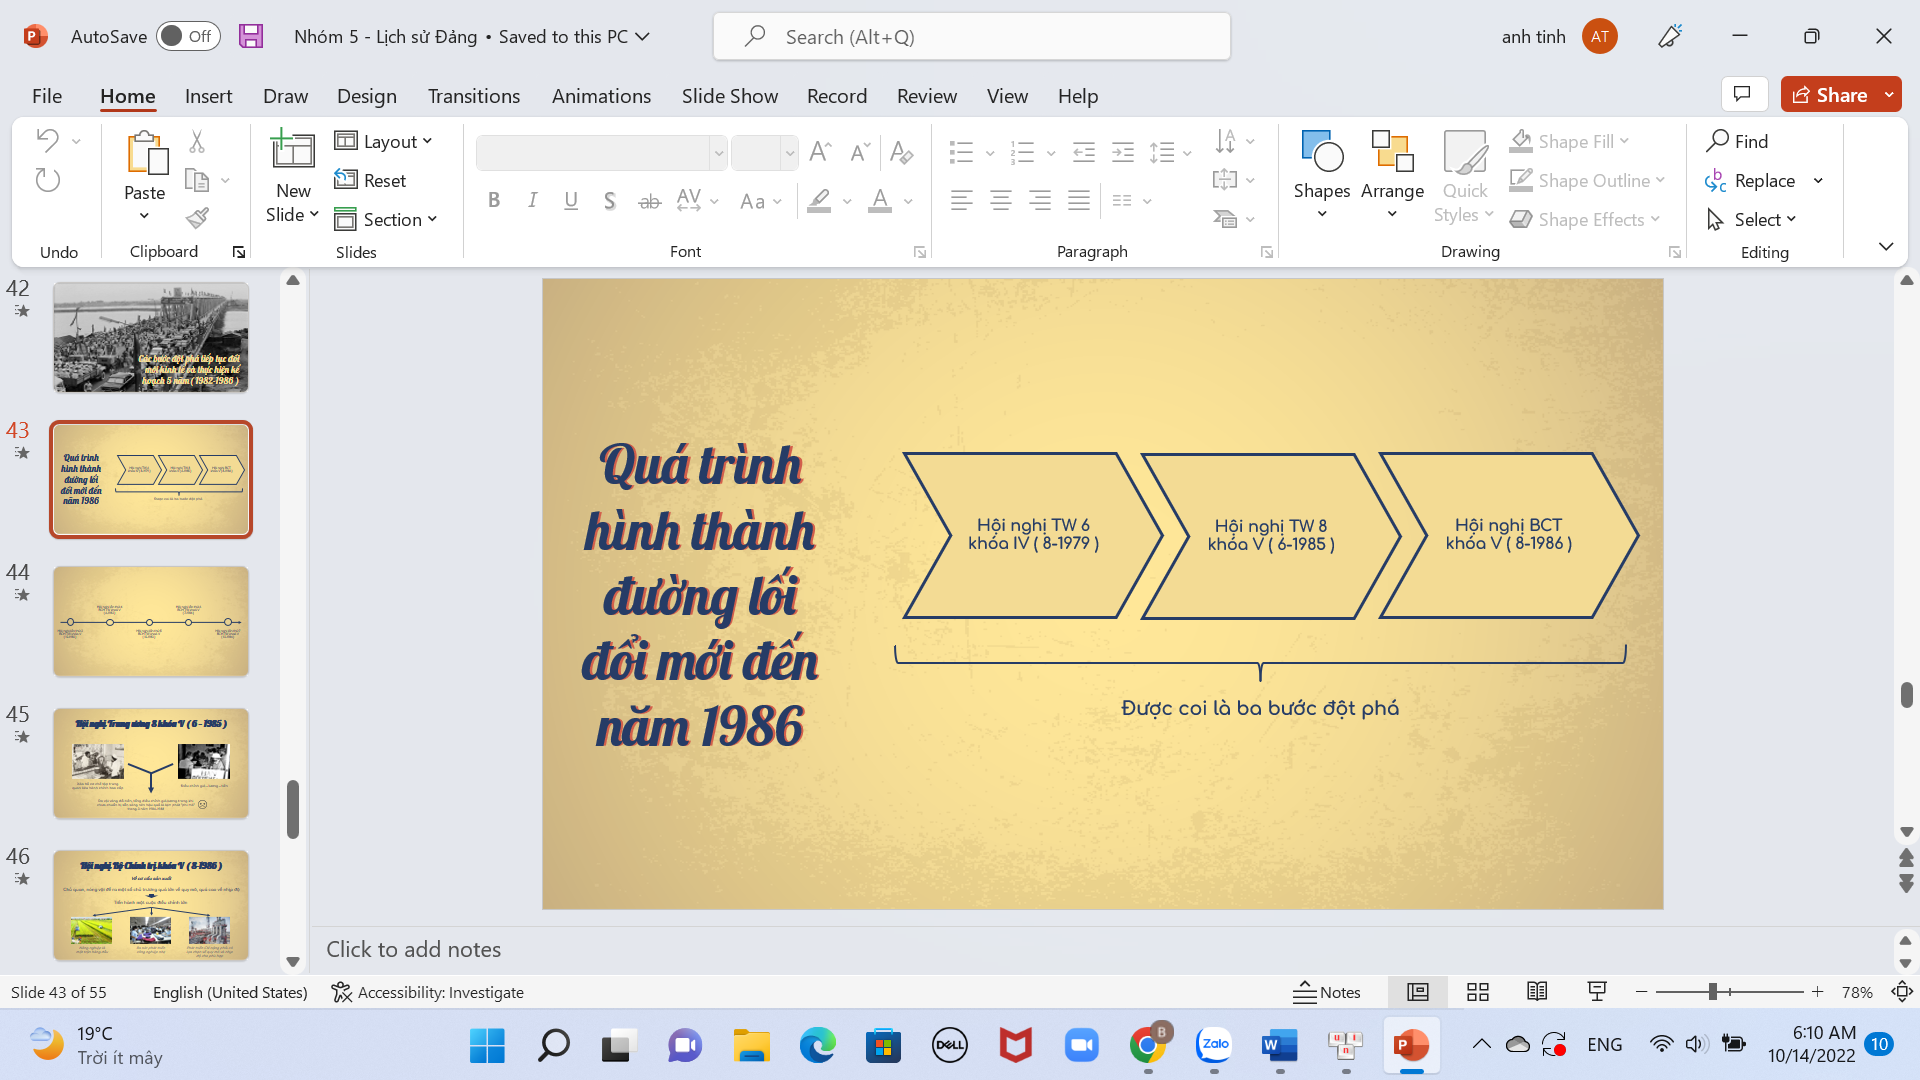 AutoSave
Off
Nhóm 5 - Lịch sử Đảng • Saved to this PC
Search (Alt+Q)
anh tinh
AT
File
Home
Insert
Draw
Design
Transitions
Animations
Slide Show
Record
Review
View
Help
Share
Undo
Paste
Clipboard
New
Slide
Layout
Reset
Section
Slides
Font
Paragraph
Shapes
Arrange
Quick
Styles
Shape Fill
Shape Outline
Shape Effects
Drawing
Find
Replace
Select
Editing
42
Các bước đột phá tiếp tục đổi
mới kinh tế và thực hiện kế
hoạch 5 năm ( 1982-1986 )
43
Quá trình
hình thành
đường lối
đổi mới đến
năm 1986
44
45
Hội nghị Trung ương 8 khóa V ( 6 - 1985 )
46
Hội nghị Bộ Chính trị khóa V ( 8-1986 )
Quá trình
hình thành
đường lối
đổi mới đến
năm 1986
Hội nghị TW 6
khóa IV ( 8-1979 )
Hội nghị TW 8
khóa V ( 6-1985 )
Hội nghị BCT
khóa V ( 8-1986 )
Được coi là ba bước đột phá
Click to add notes
Slide 43 of 55
English (United States)
Accessibility: Investigate
Notes
78%
19°C
Trời ít mây
DELL
B
Zalo
ENG
6:10 AM
10/14/2022
10